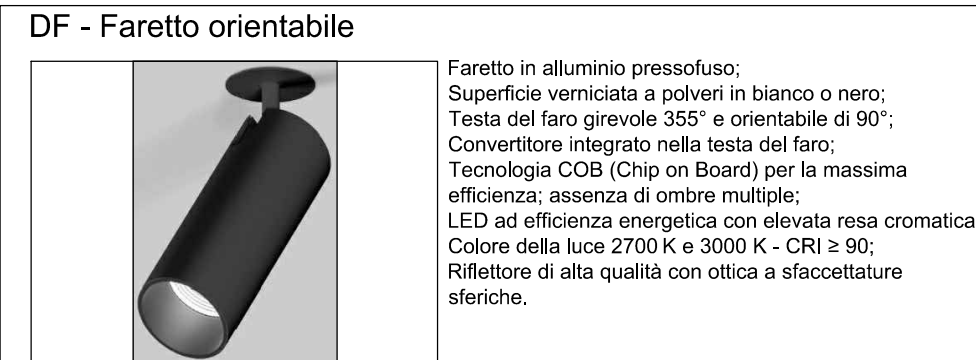 DF - Faretto orientabile
Faretto in alluminio pressofuso;
Superficie verniciata a polveri in bianco o nero;
Testa del faro girevole 355° e orientabile di 90°;
Convertitore integrato nella testa del faro;
Tecnologia COB (Chip on Board) per la massima
efficienza; assenza di ombre multiple;
LED ad efficienza energetica con elevata resa cromatica
Colore della luce 2700 K e 3000 K - CRI ≥ 90;
Riflettore di alta qualità con ottica a sfaccettature
sferiche.